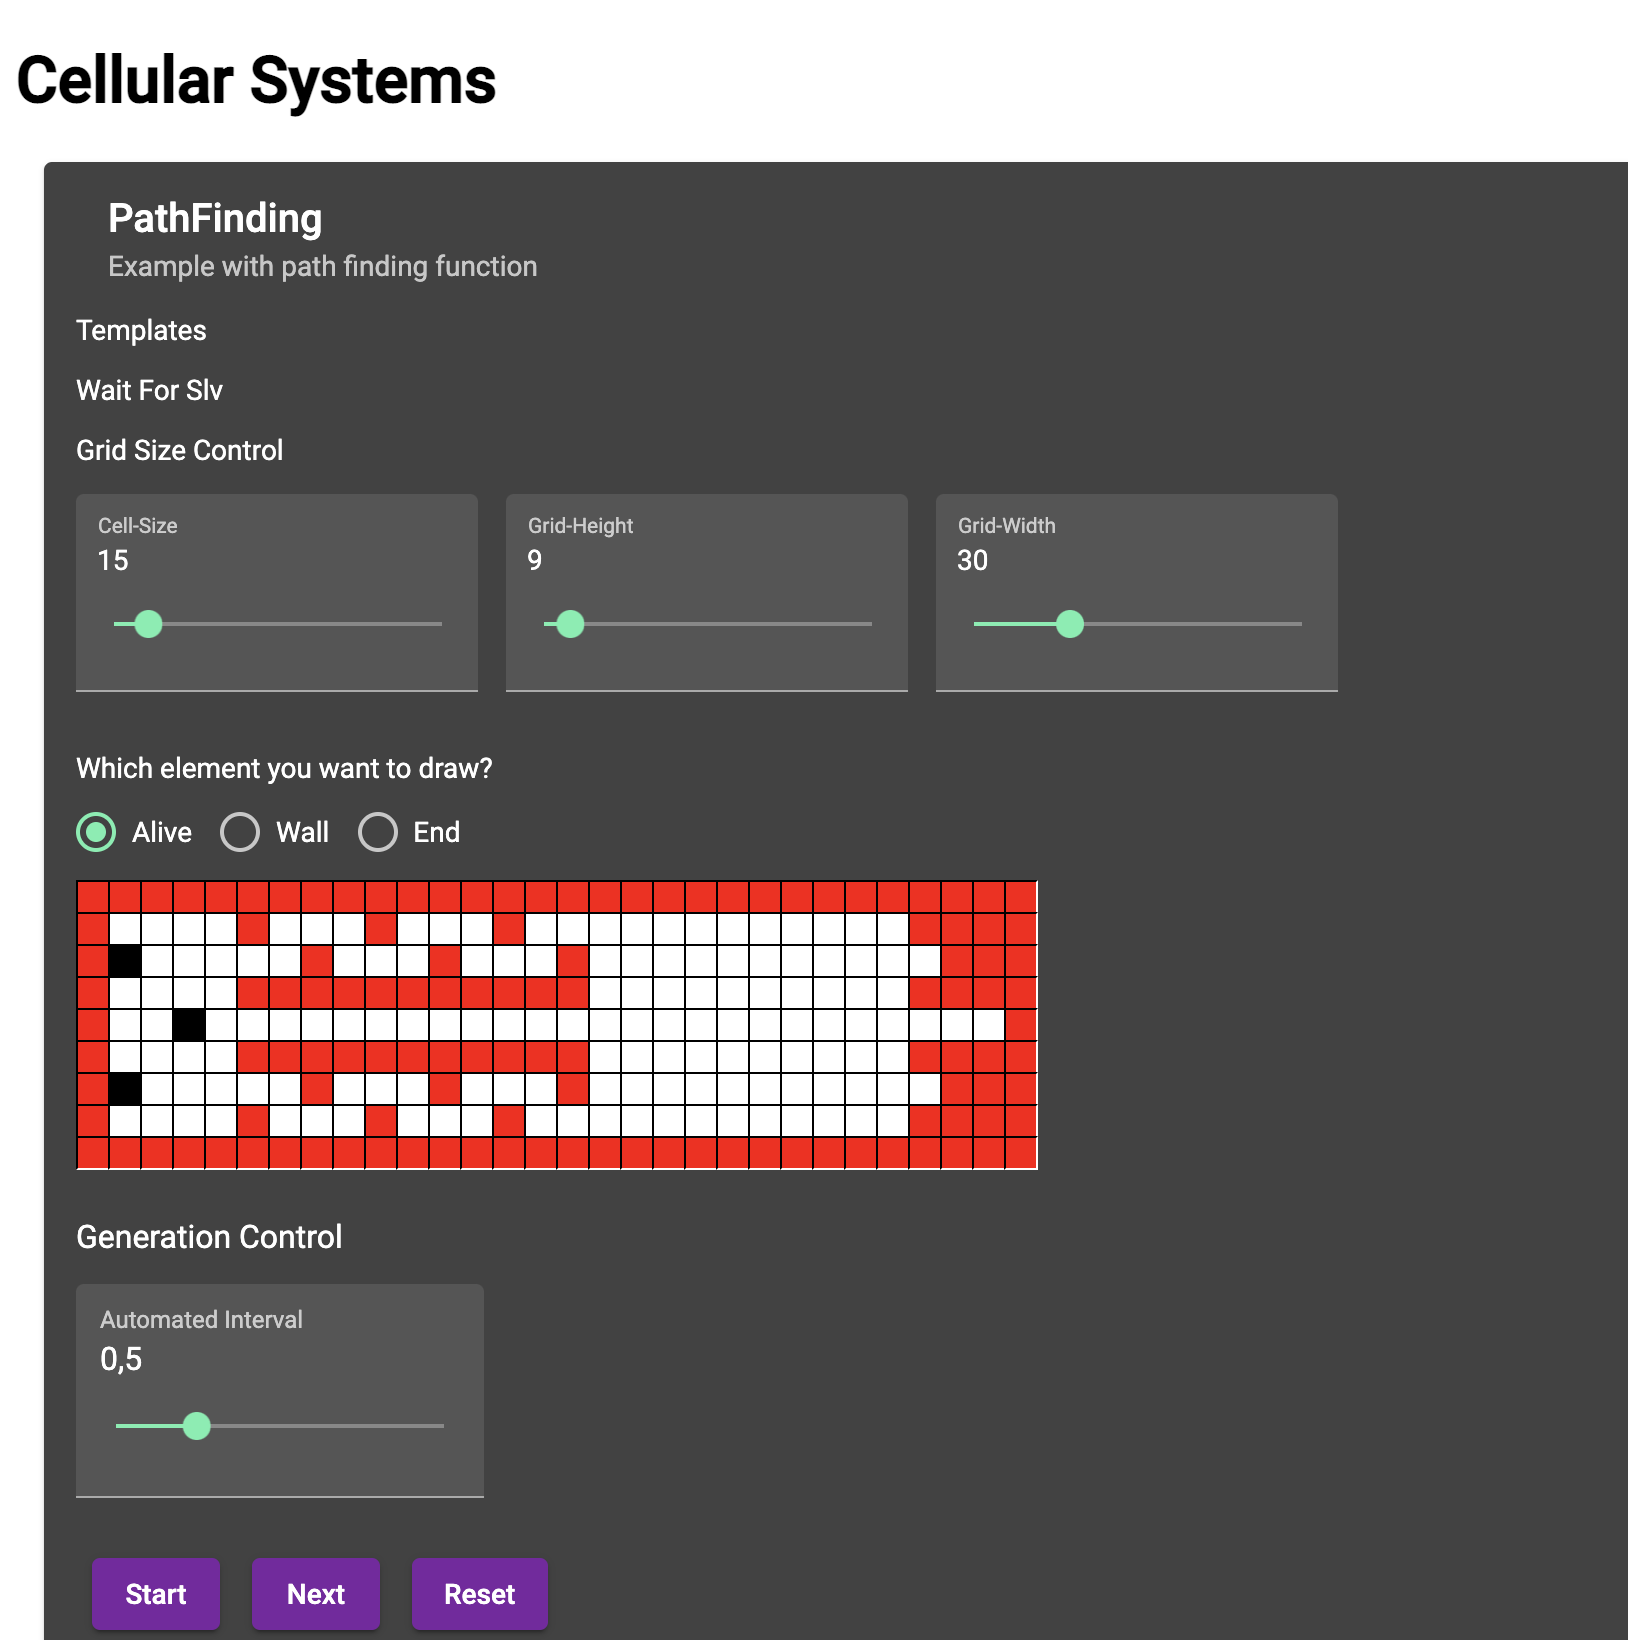 Cellular Systems
PathFinding
Example with path finding function
Templates
Wait For Slv
Grid Size Control
Cell-Size Grid-Height Grid-Width
15 9 30
Which element you want to draw?
Alive Wall End
Generation Control
Automated Interval
0,5
Start Next Reset